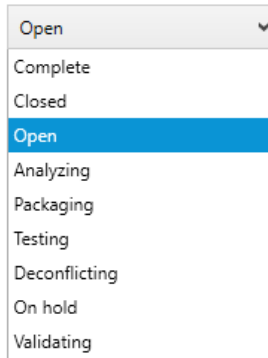 Open
Complete
Closed
Open
Analyzing
Packaging
Testing
Deconflicting
On hold
Validating